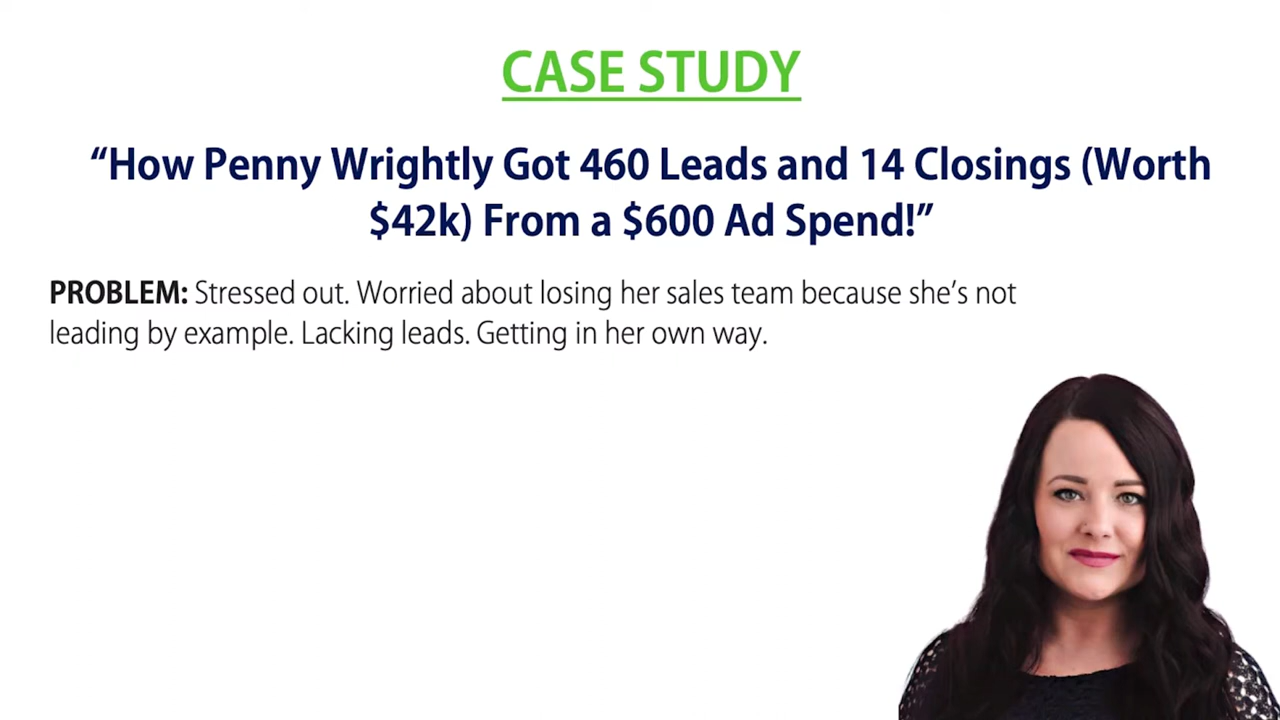 CASE STUDY
“How Penny Wrightly Got 460 Leads and 14 Closings (Worth
$42k) From a $600 Ad Spend!”
PROBLEM: Stressed out. Worried about losing her sales team because she’s not
leading by example. Lacking leads. Getting in her own way.